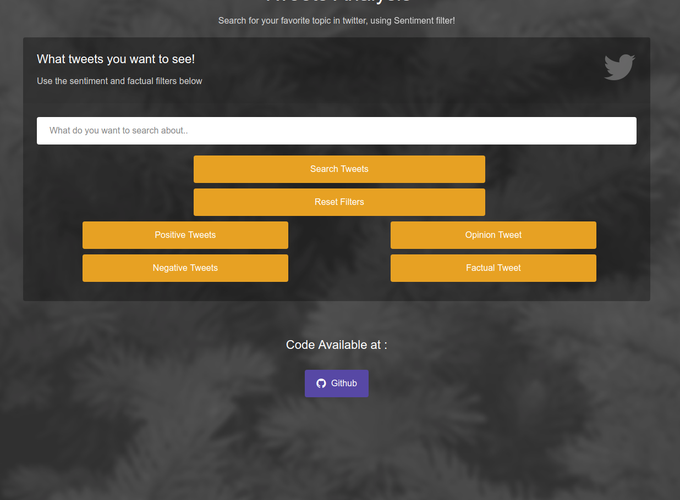 Tweets Analysis
Search for your favorite topic in twitter, using Sentiment filter!
What tweets you want to see!
Use the sentiment and factual filters below
What do you want to search about..
Search Tweets
Reset Filters
Positive Tweets
Opinion Tweet
Negative Tweets
Factual Tweet
Code Available at :
Github